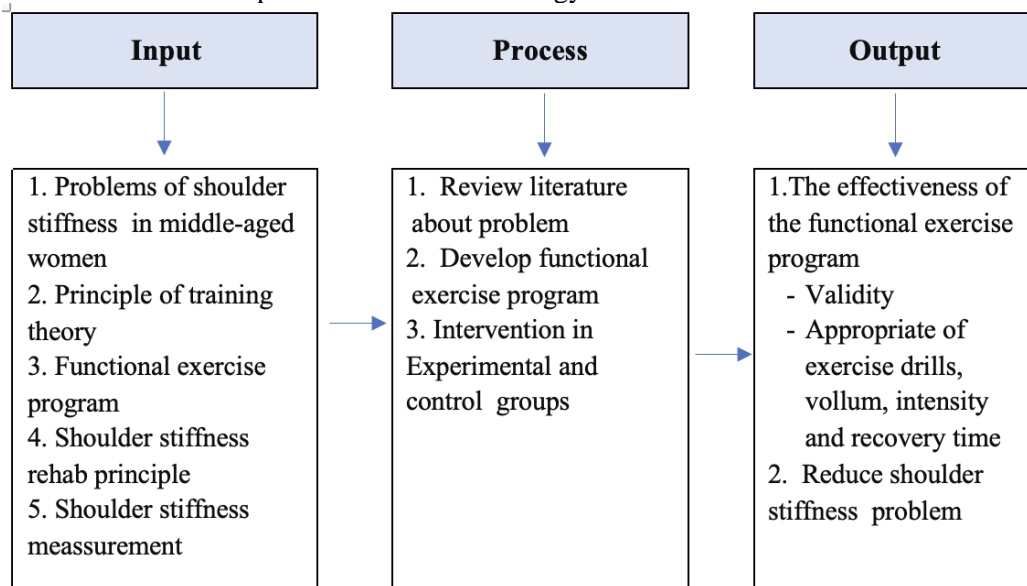 Input
Process
Output
1. Problems of shoulder
stiffness in middle-aged
women
2. Principle of training
theory
3. Functional exercise
program
4. Shoulder stiffness
rehab principle
5. Shoulder stiffness
meassurement
1. Review literature
about problem
2. Develop functional
exercise program
3. Intervention in
Experimental and
control groups
1.The effectiveness of
the functional exercise
program
- Validity
- Appropriate of
exercise drills,
vollum, intensity
and recovery time
2. Reduce shoulder
stiffness problem